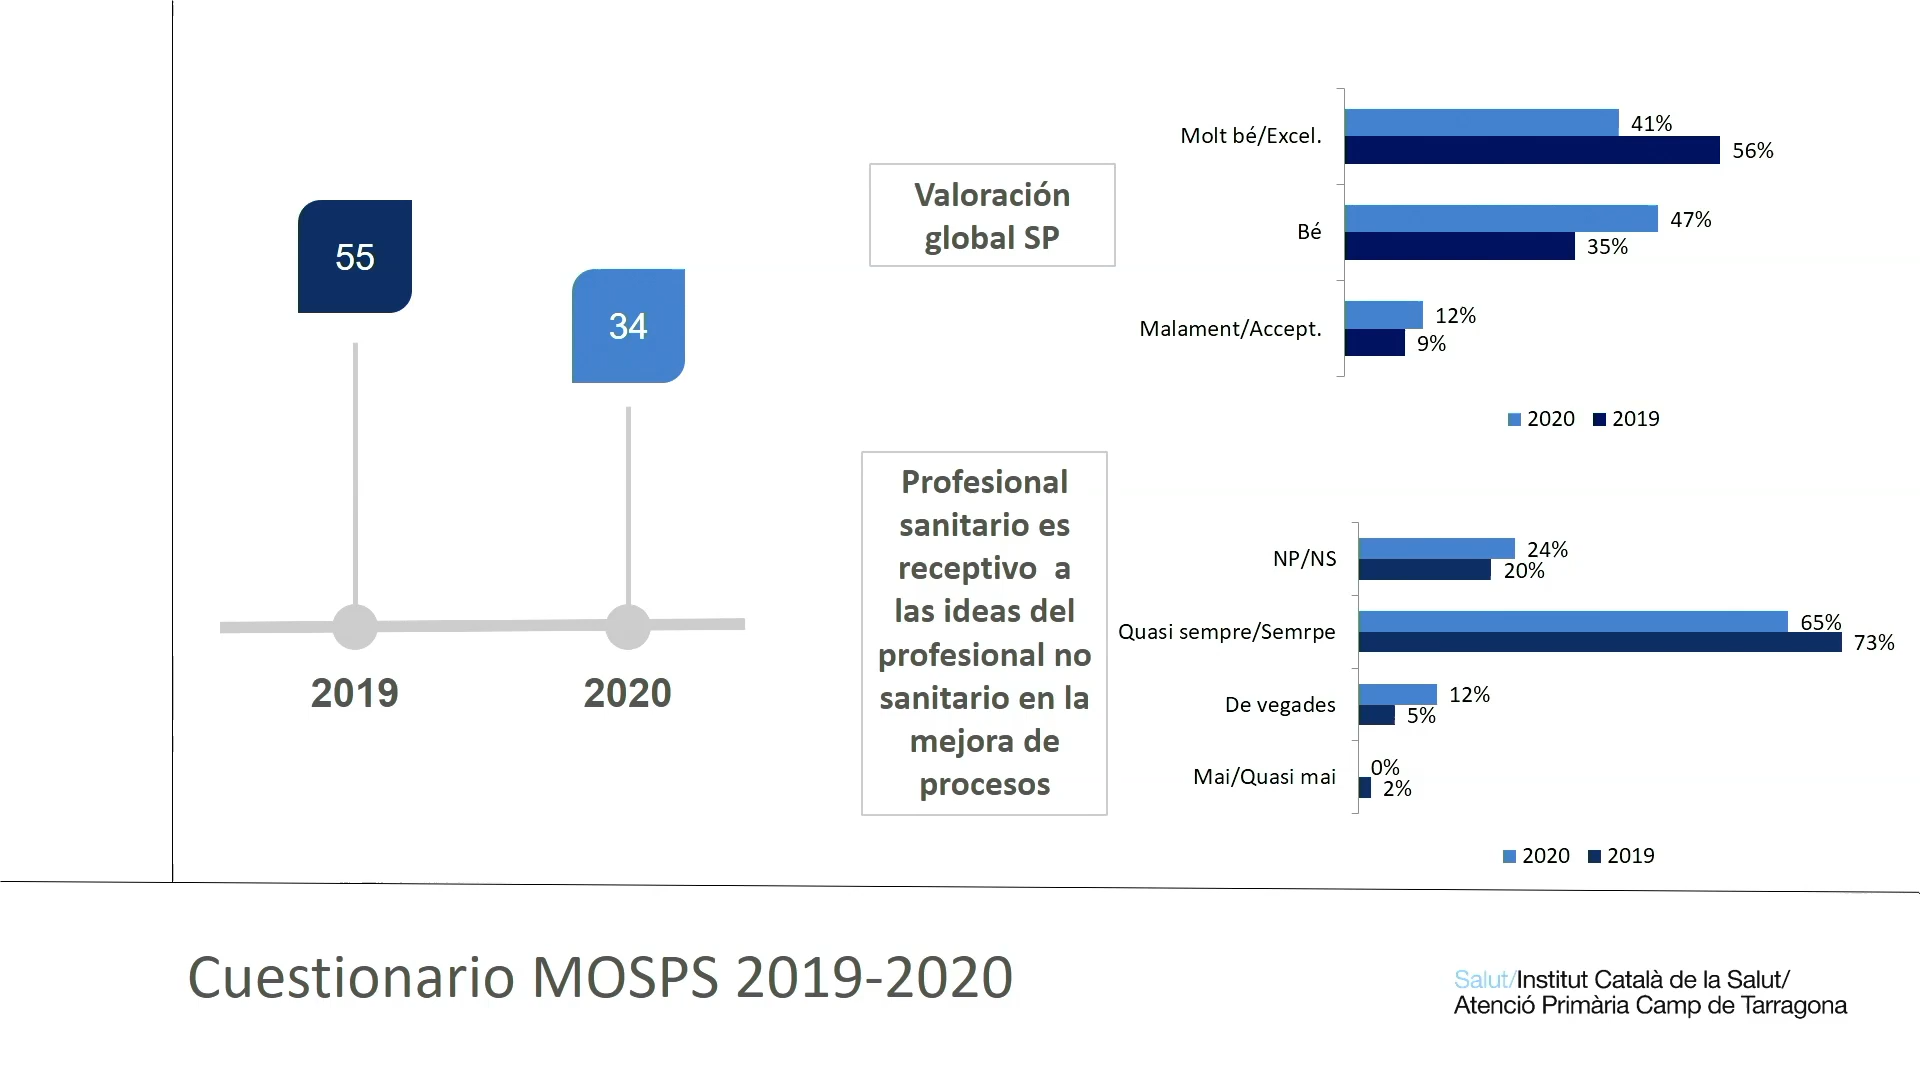 55
34
2019
2020
Valoración
global SP
Molt bé/Excel.
41%
56%
Bé
47%
35%
Malament/Accept.
12%
9%
2020 2019
Profesional
sanitario es
receptivo a
las ideas del
profesional no
sanitario en la
mejora de
procesos
NP/NS
24%
20%
Quasi sempre/Semrpe
65%
73%
De vegades
12%
5%
Mai/Quasi mai
0%
2%
2020 2019
Cuestionario MOSPS 2019-2020
Salut/Institut Català de la Salut/
Atenció Primària Camp de Tarragona